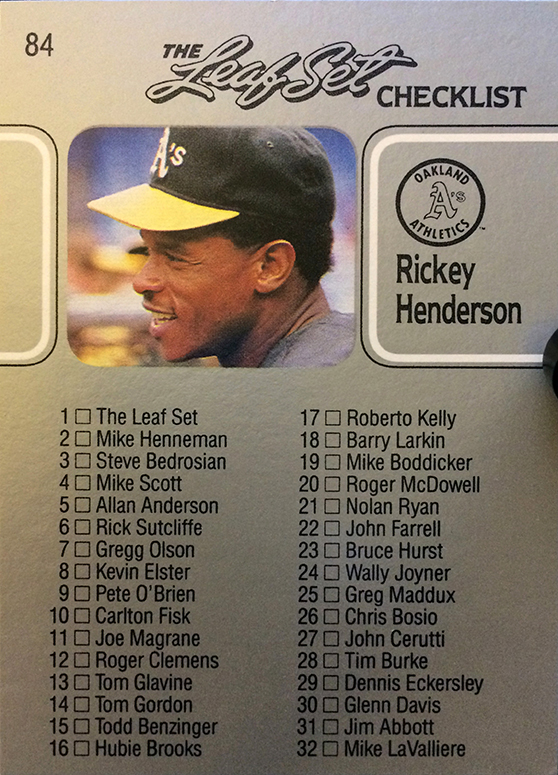 84
THE Leaf Set CHECKLIST
A's
OAKLAND
A's
ATHLETICS
™
Rickey
Henderson
1 □ The Leaf Set
2 □ Mike Henneman
3 □ Steve Bedrosian
4 □ Mike Scott
5 □ Allan Anderson
6 □ Rick Sutcliffe
7 □ Gregg Olson
8 □ Kevin Elster
9 □ Pete O'Brien
10 □ Carlton Fisk
11 □ Joe Magrane
12 □ Roger Clemens
13 □ Tom Glavine
14 □ Tom Gordon
15 □ Todd Benzinger
16 □ Hubie Brooks
17 □ Roberto Kelly
18 □ Barry Larkin
19 □ Mike Boddicker
20 □ Roger McDowell
21 □ Nolan Ryan
22 □ John Farrell
23 □ Bruce Hurst
24 □ Wally Joyner
25 □ Greg Maddux
26 □ Chris Bosio
27 □ John Cerutti
28 □ Tim Burke
29 □ Dennis Eckersley
30 □ Glenn Davis
31 □ Jim Abbott
32 □ Mike LaValliere